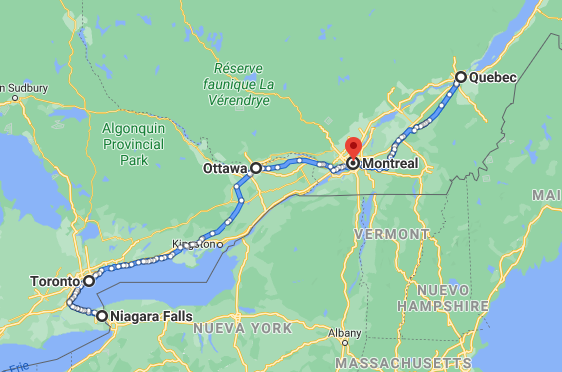 Réserve
faunique La
Vérendrye
Quebec
n Sudbury
Algonquin
Provincial
Park
Ottawa
Montreal
MAI
VERMONT
Kingston
Toronto
NUEVO
HAMPSHIRE
Niagara Falls
NUEVA YORK
Albany
MASSACHUSETTS
Erie